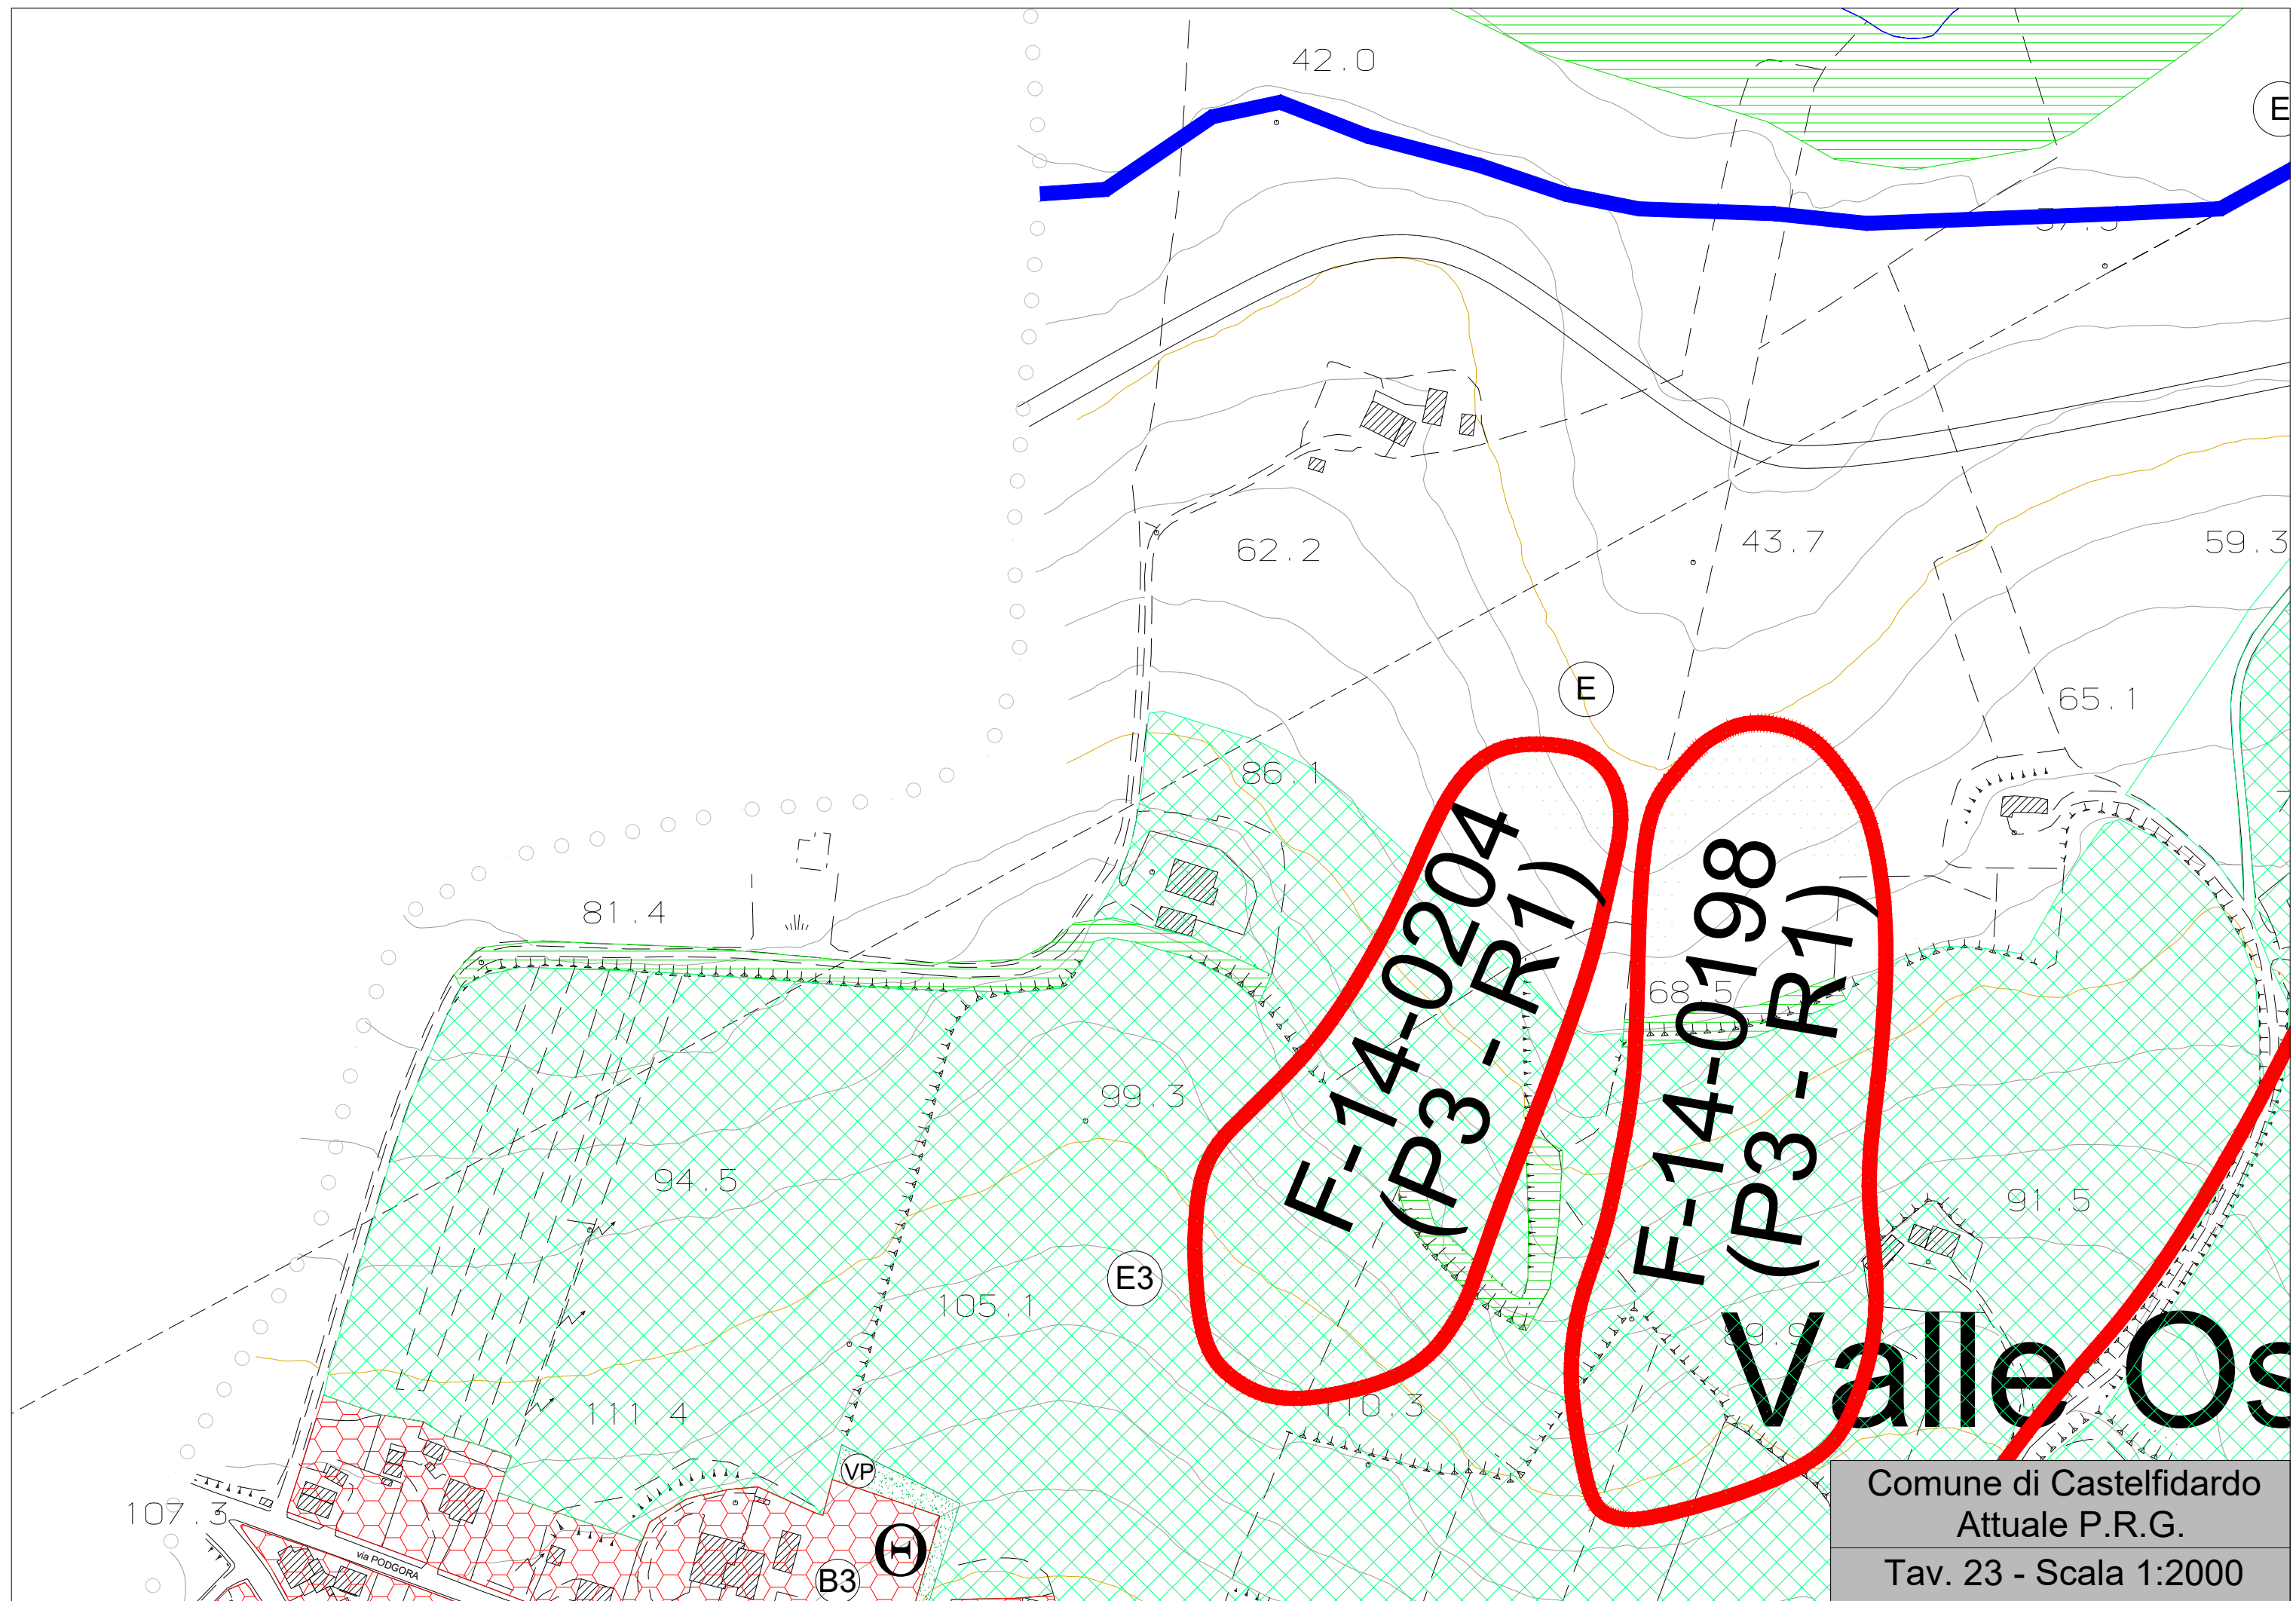 42.0
E
62.2
43.7
59.3
E
65.1
86.1
81.4
F-14-0204
(P3 - R1)
F-14-0198
(P3 - R1)
68.5
99.3
94.5
91.5
E3
105.1
Valle Os
111.4
110.3
VP
107.3
via PODGORA
B3
Comune di Castelfidardo
Attuale P.R.G.
Tav. 23 - Scala 1:2000